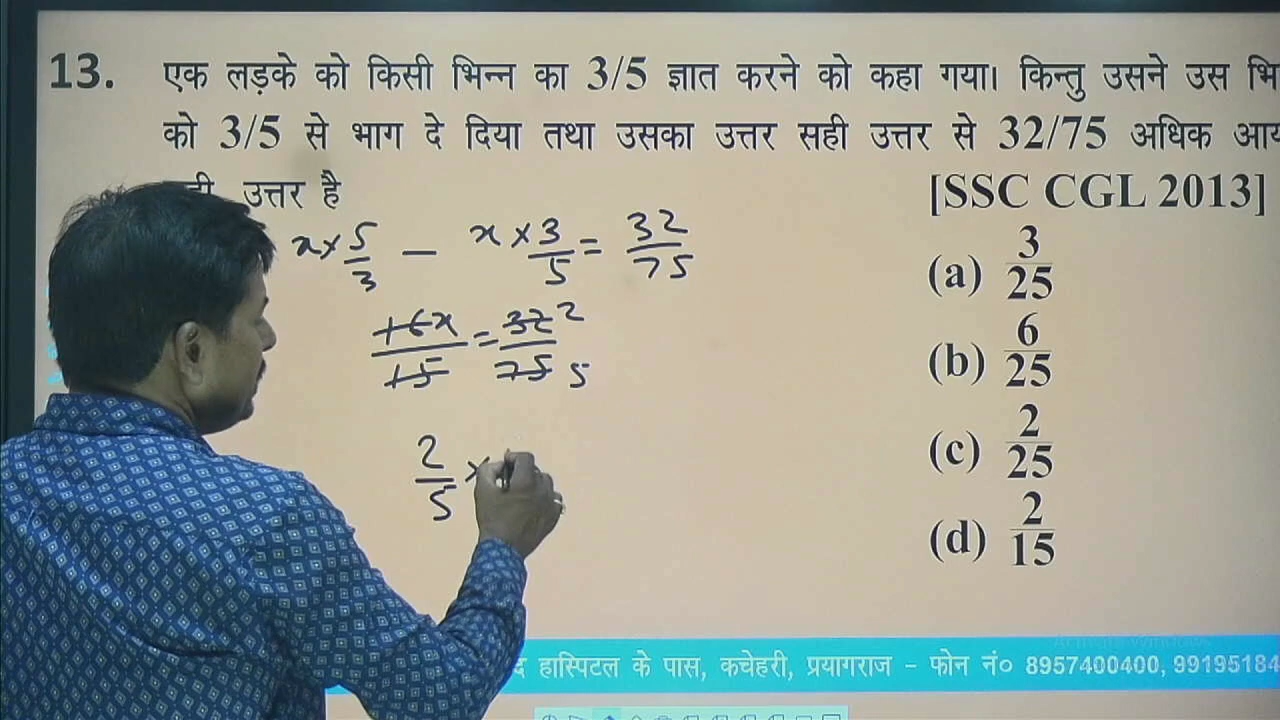 13. एक लड़के को किसी भिन्न का 3/5 ज्ञात करने को कहा गया। किन्तु उसने उस
को 3/5 से भाग दे दिया तथा उसका उत्तर सही उत्तर से 32/75 अधिक
उत्तर है
[SSC CGL 2013]
x × 5/3 − x × 3/5 = 32/75
16x/15 = 32/75 2 5
2/5 ×
(a) 3/25
(b) 6/25
(c) 2/25
(d) 2/15
हास्पिटल के पास, कचेहरी, प्रयागराज - फोन नं० 8957400400, 99195184